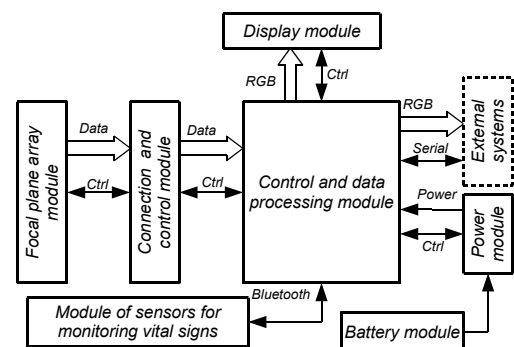 Display module
RGB
Ctrl
Focal plane array
module
Data
Ctrl
Connection and
control module
Data
Ctrl
Control and data
processing module
RGB
Serial
External
systems
Power
Ctrl
Power
module
Bluetooth
Module of sensors for
monitoring vital signs
Battery module